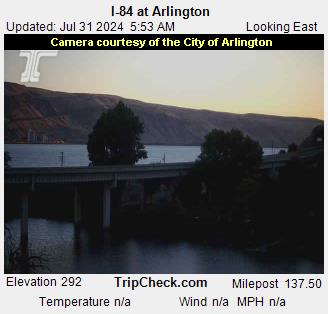 I-84 at Arlington
Updated: Jul 31 2024 5:53 AM Looking East
Camera courtesy of the City of Arlington
Elevation 292 TripCheck.com Milepost 137.50
Temperature n/a Wind n/a MPH n/a